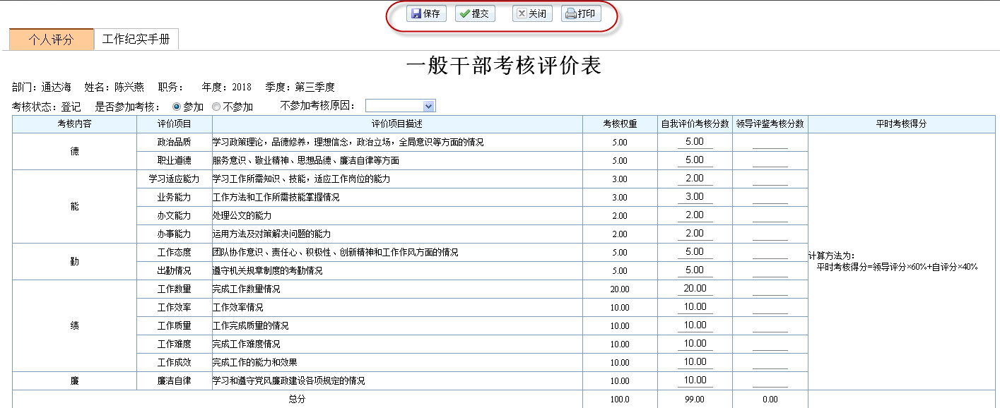 保存 提交 关闭 打印
个人评分 工作纪实手册
一般干部考核评价表
部门：通达海 姓名：陈兴燕 职务： 年度：2018 季度：第三季度
考核状态：登记 是否参加考核： 参加 不参加 不参加考核原因：
考核内容 评价项目 评价项目描述 考核权重 自我评价考核分数 领导评鉴考核分数 平时考核得分
德 政治品质 学习政策理论，品德修养，理想信念，政治立场，全局意识等方面的情况 5.00 5.00
职业道德 服务意识、敬业精神、思想品德、廉洁自律等方面 5.00 5.00
能 学习适应能力 学习工作所需知识、技能，适应工作岗位的能力 3.00 2.00
业务能力 工作方法和工作所需技能掌握情况 3.00 3.00
办文能力 处理公文的能力 2.00 2.00
办事能力 运用方法及对策解决问题的能力 2.00 2.00
勤 工作态度 团队协作意识、责任心、积极性、创新精神和工作作风方面的情况 5.00 5.00
出勤情况 遵守机关规章制度的考勤情况 5.00 5.00
计算方法为：
平时考核得分=领导评分×60%+自评分×40%
绩 工作数量 完成工作数量情况 20.00 20.00
工作效率 工作效率情况 10.00 10.00
工作质量 工作完成质量的情况 10.00 10.00
工作难度 完成工作难度情况 10.00 10.00
工作成效 完成工作的能力和效果 10.00 10.00
廉 廉洁自律 学习和遵守党风廉政建设各项规定的情况 10.00 10.00
总分 100.0 99.00 0.00